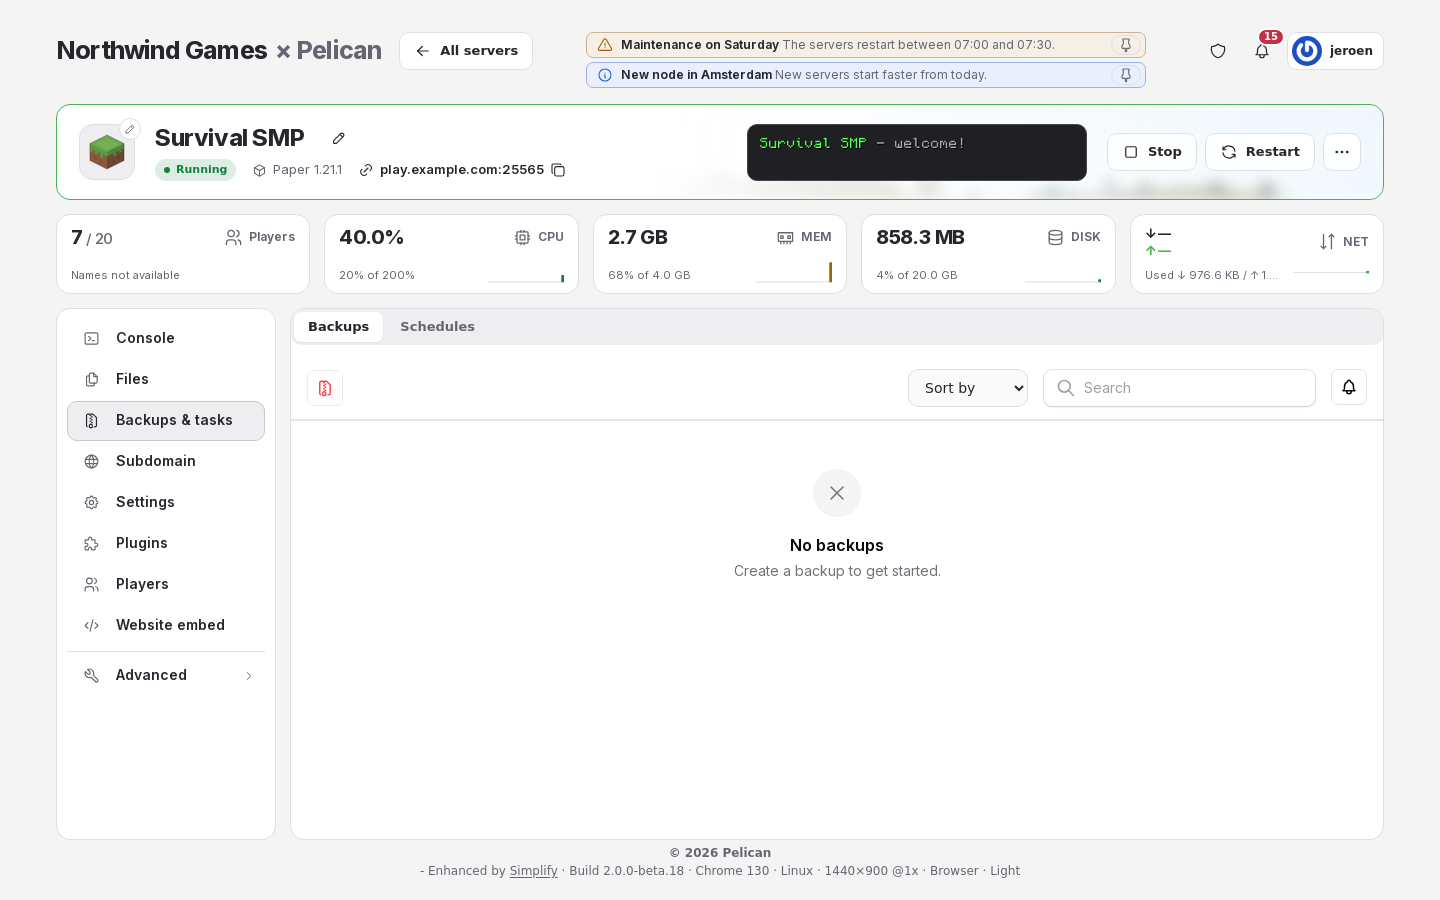 Northwind Games × Pelican
All servers
Maintenance on Saturday The servers restart between 07:00 and 07:30.
New node in Amsterdam New servers start faster from today.
15
jeroen
Survival SMP
Running
Paper 1.21.1
play.example.com:25565
Survival SMP - welcome!
Stop
Restart
7 / 20
Players
Names not available
40.0%
CPU
20% of 200%
2.7 GB
MEM
68% of 4.0 GB
858.3 MB
DISK
4% of 20.0 GB
↓—
↑—
NET
Used ↓ 976.6 KB / ↑ 1....
Console
Files
Backups & tasks
Subdomain
Settings
Plugins
Players
Website embed
Advanced
Backups
Schedules
Sort by
Search
No backups
Create a backup to get started.
© 2026 Pelican
- Enhanced by Simplify · Build 2.0.0-beta.18 · Chrome 130 · Linux · 1440×900 @1x · Browser · Light